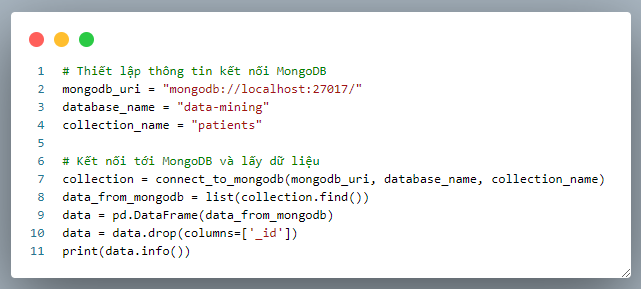 1 # Thiết lập thông tin kết nối MongoDB
2 mongodb_uri = "mongodb://localhost:27017/"
3 database_name = "data-mining"
4 collection_name = "patients"
5
6 # Kết nối tới MongoDB và lấy dữ liệu
7 collection = connect_to_mongodb(mongodb_uri, database_name, collection_name)
8 data_from_mongodb = list(collection.find())
9 data = pd.DataFrame(data_from_mongodb)
10 data = data.drop(columns=['_id'])
11 print(data.info())